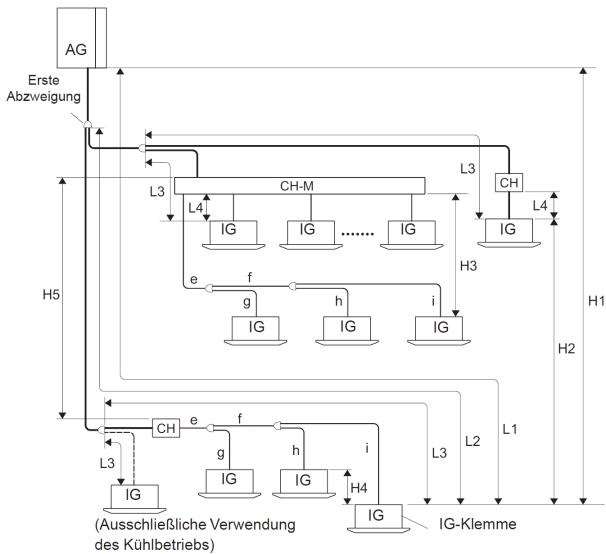 AG
Erste
Abzweigung
L3
CH-M
L3
CH
L4
L4
IG
IG
IG
.......
IG
H3
H5
H1
e
f
g
h
i
H2
IG
IG
IG
L1
L2
L3
CH
e
f
g
h
i
L3
H4
IG
IG
IG
IG
IG-Klemme
(Ausschließliche Verwendung
des Kühlbetriebs)